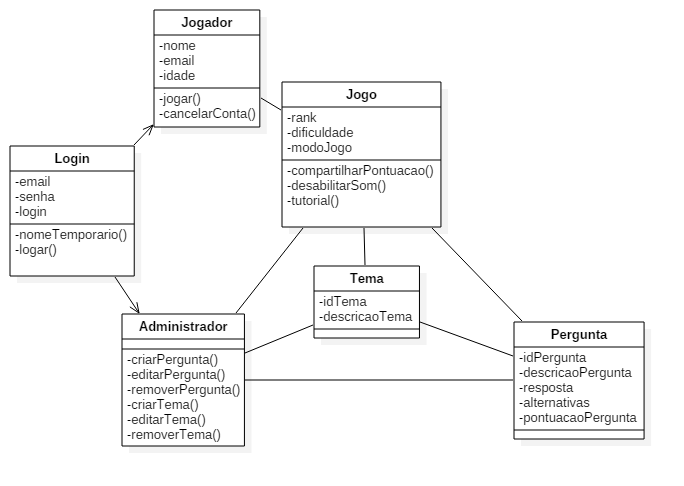 Jogador
-nome
-email
-idade
-jogar()
-cancelarConta()
Jogo
-rank
-dificuldade
-modoJogo
-compartilharPontuacao()
-desabilitarSom()
-tutorial()
Login
-email
-senha
-login
-nomeTemporario()
-logar()
Tema
-idTema
-descricaoTema
Administrador
-criarPergunta()
-editarPergunta()
-removerPergunta()
-criarTema()
-editarTema()
-removerTema()
Pergunta
-idPergunta
-descricaoPergunta
-resposta
-alternativas
-pontuacaoPergunta